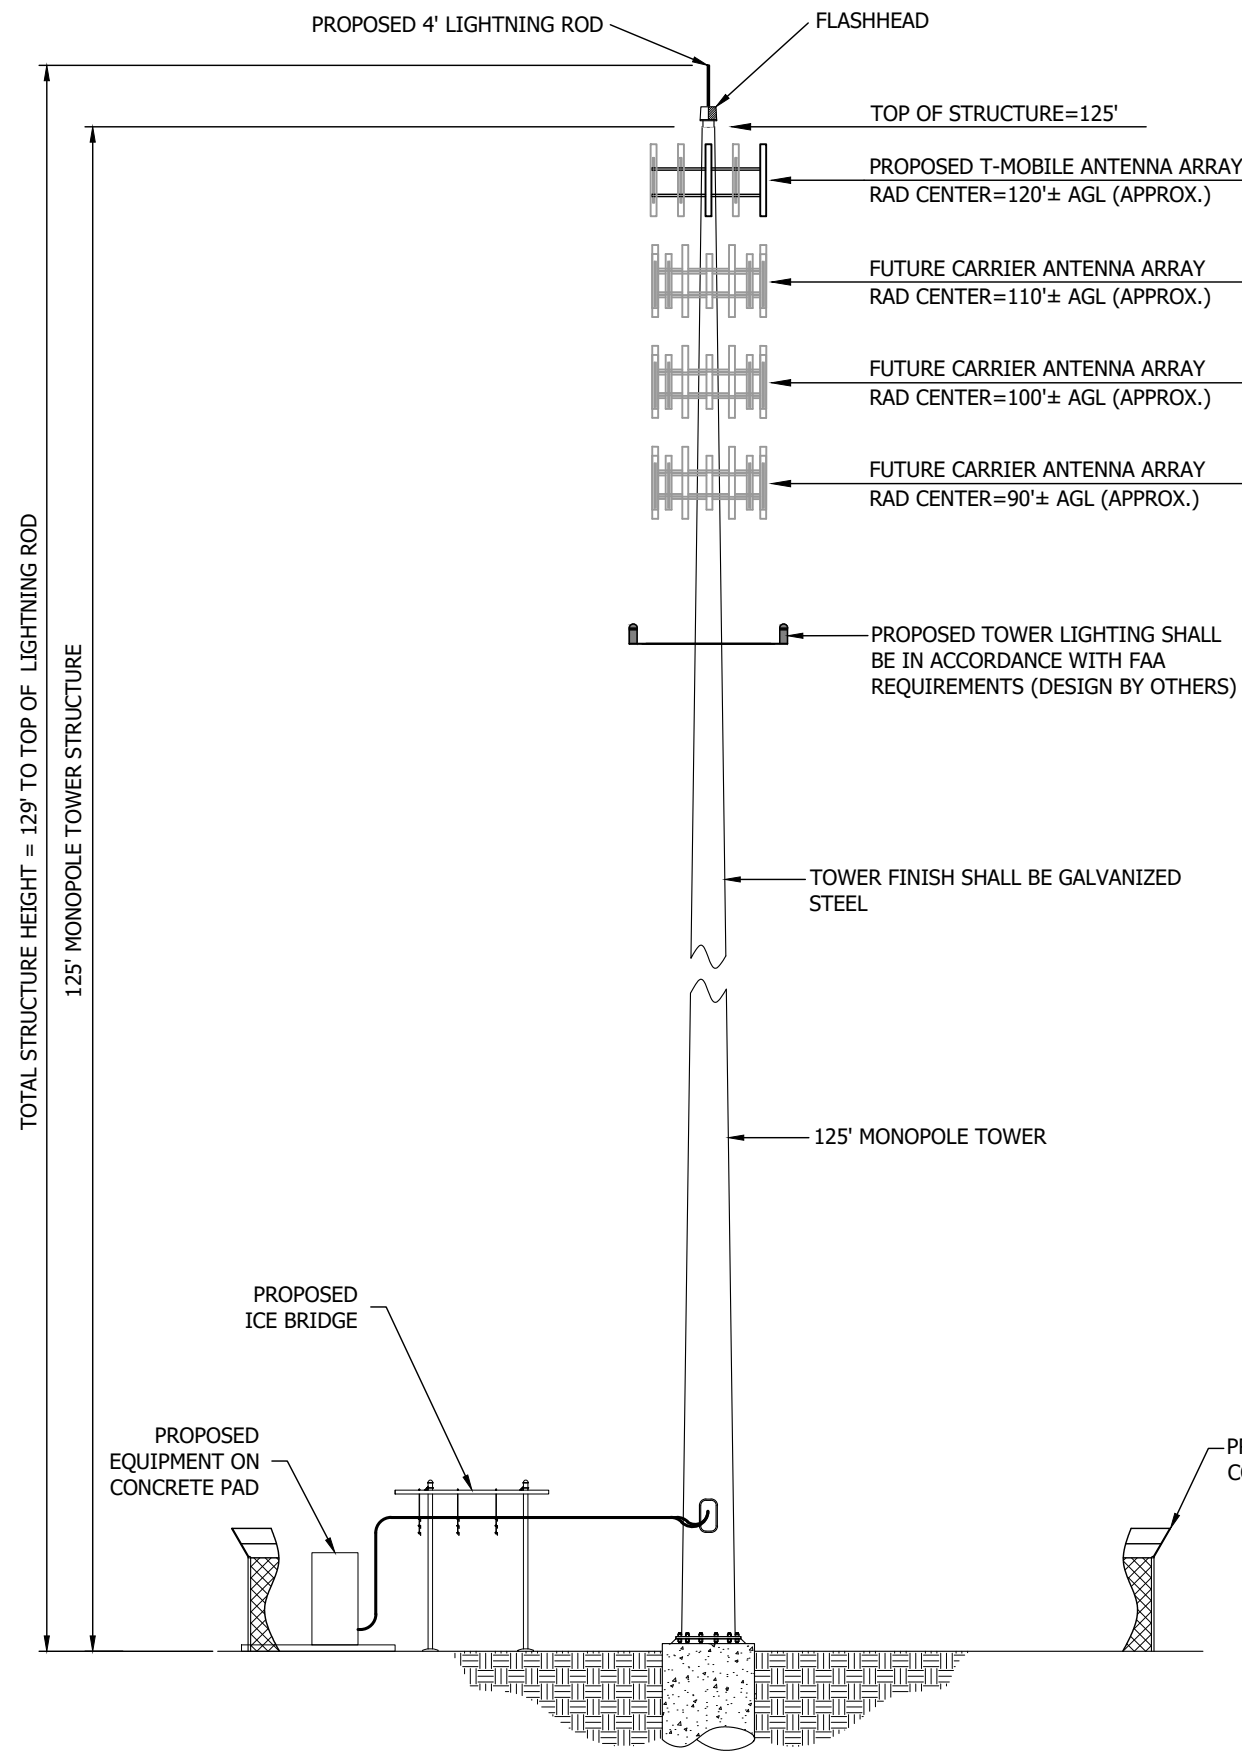 PROPOSED 4' LIGHTNING ROD
FLASHHEAD
TOP OF STRUCTURE=125'
PROPOSED T-MOBILE ANTENNA ARRAY
RAD CENTER=120'± AGL (APPROX.)
FUTURE CARRIER ANTENNA ARRAY
RAD CENTER=110'± AGL (APPROX.)
FUTURE CARRIER ANTENNA ARRAY
RAD CENTER=100'± AGL (APPROX.)
FUTURE CARRIER ANTENNA ARRAY
RAD CENTER=90'± AGL (APPROX.)
TOTAL STRUCTURE HEIGHT = 129' TO TOP OF LIGHTNING ROD
125' MONOPOLE TOWER STRUCTURE
PROPOSED TOWER LIGHTING SHALL
BE IN ACCORDANCE WITH FAA
REQUIREMENTS (DESIGN BY OTHERS)
TOWER FINISH SHALL BE GALVANIZED
STEEL
125' MONOPOLE TOWER
PROPOSED
ICE BRIDGE
PROPOSED
EQUIPMENT ON
CONCRETE PAD